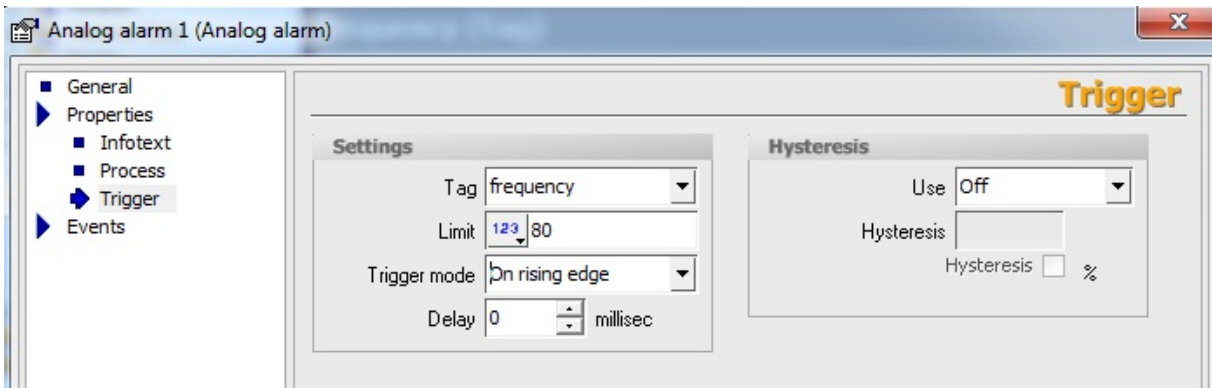 Analog alarm 1 (Analog alarm)
General
Properties
Infotext
Process
Trigger
Events
Trigger
Settings
Tag frequency
Limit 123 80
Trigger mode On rising edge
Delay 0 millisec
Hysteresis
Use Off
Hysteresis
Hysteresis %